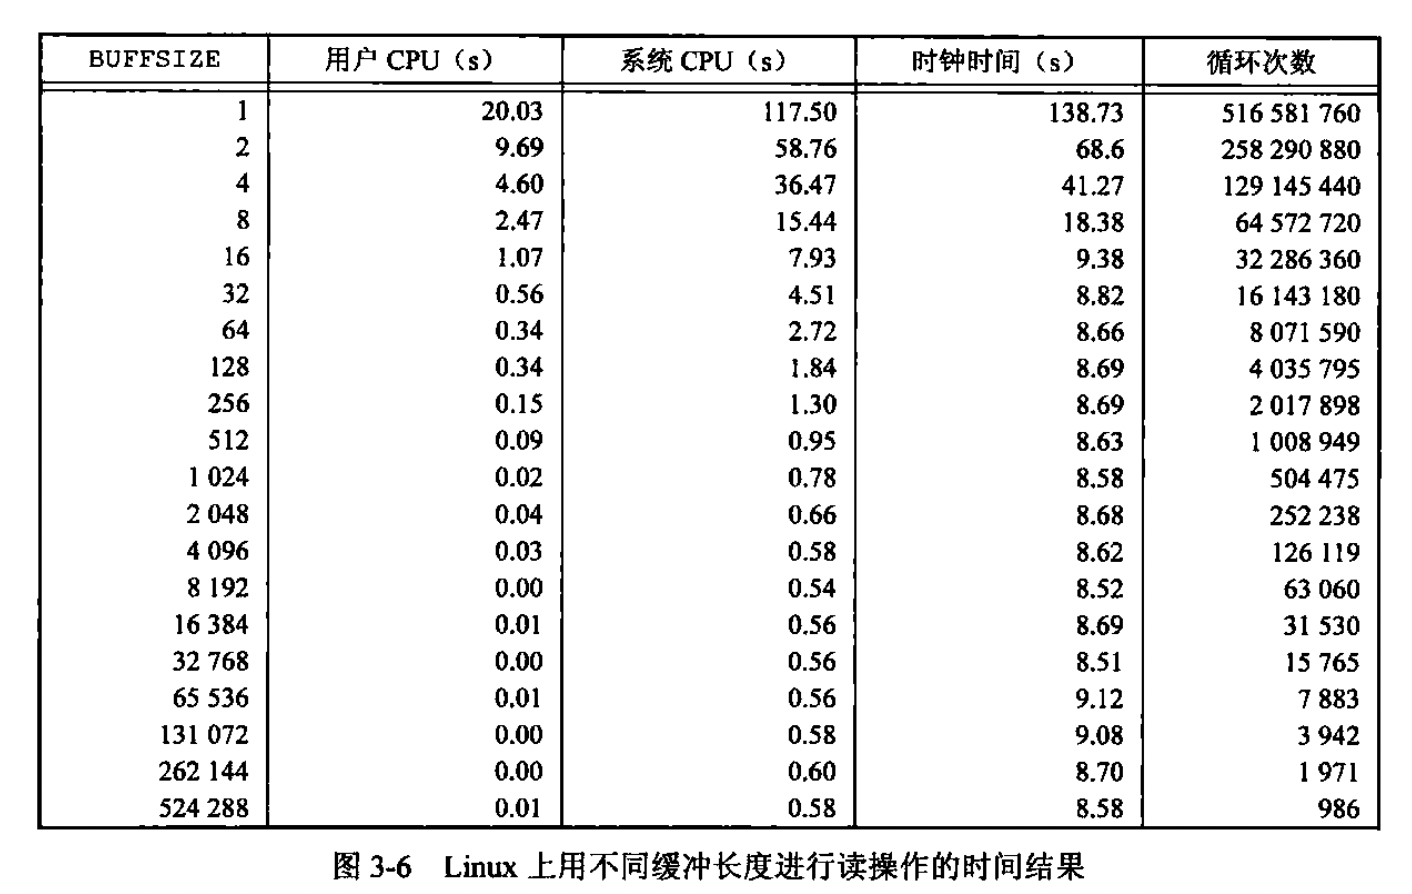 BUFFSIZE 用户 CPU（s） 系统 CPU（s） 时钟时间（s） 循环次数
1 20.03 117.50 138.73 516 581 760
2 9.69 58.76 68.6 258 290 880
4 4.60 36.47 41.27 129 145 440
8 2.47 15.44 18.38 64 572 720
16 1.07 7.93 9.38 32 286 360
32 0.56 4.51 8.82 16 143 180
64 0.34 2.72 8.66 8 071 590
128 0.34 1.84 8.69 4 035 795
256 0.15 1.30 8.69 2 017 898
512 0.09 0.95 8.63 1 008 949
1 024 0.02 0.78 8.58 504 475
2 048 0.04 0.66 8.68 252 238
4 096 0.03 0.58 8.62 126 119
8 192 0.00 0.54 8.52 63 060
16 384 0.01 0.56 8.69 31 530
32 768 0.00 0.56 8.51 15 765
65 536 0.01 0.56 9.12 7 883
131 072 0.00 0.58 9.08 3 942
262 144 0.00 0.60 8.70 1 971
524 288 0.01 0.58 8.58 986
图 3-6 Linux 上用不同缓冲长度进行读操作的时间结果